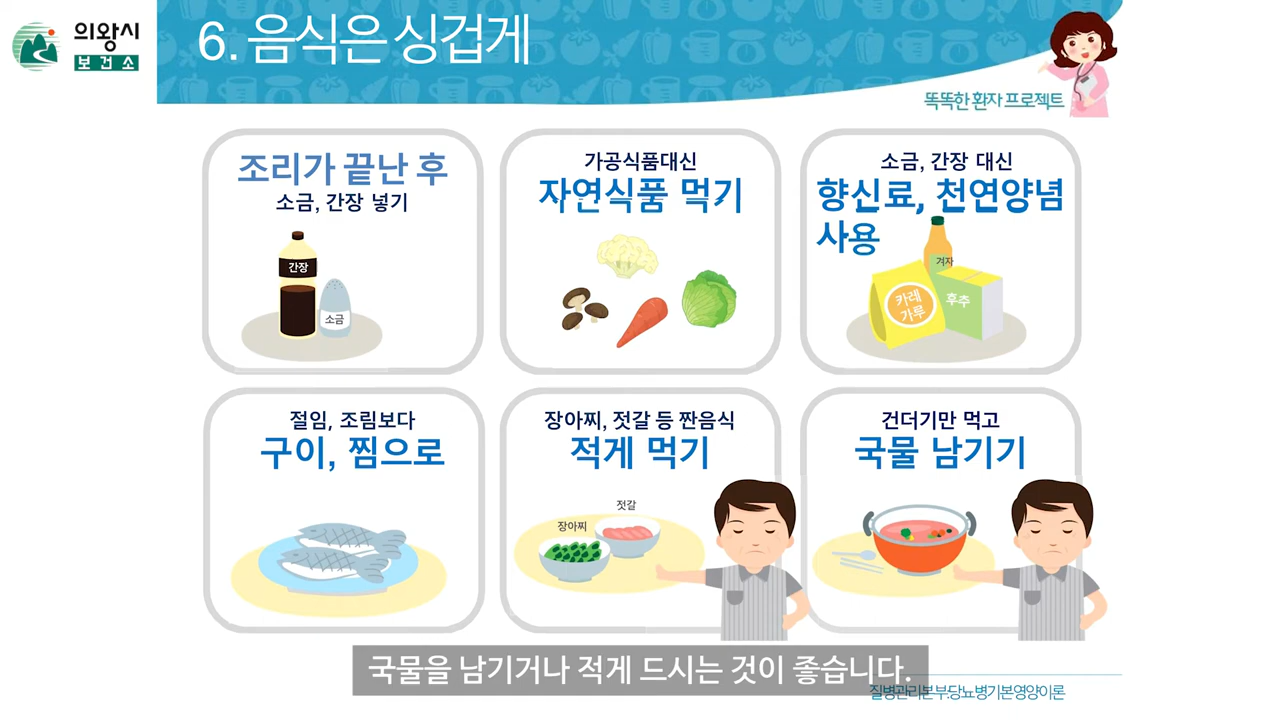 의왕시
보건소
6. 음식은 싱겁게
똑똑한 환자 프로젝트
조리가 끝난 후
소금, 간장 넣기
간장
소금
가공식품대신
자연식품 먹기
소금, 간장 대신
향신료, 천연양념
사용
겨자
카레
가루
후추
절임, 조림보다
구이, 찜으로
장아찌, 젓갈 등 짠음식
적게 먹기
젓갈
장아찌
건더기만 먹고
국물 남기기
국물을 남기거나 적게 드시는 것이 좋습니다.
질병관리본부.당뇨병기본영양이론